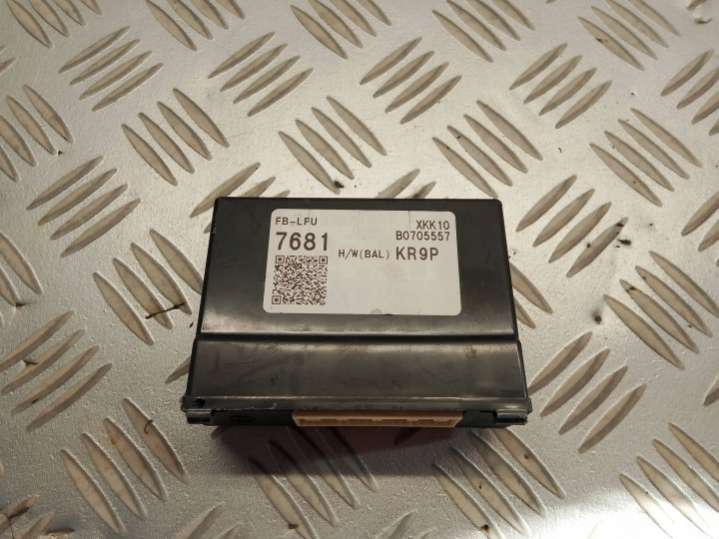 FB-LFU XKK10
7681 B0705557
H/W(BAL) KR9P